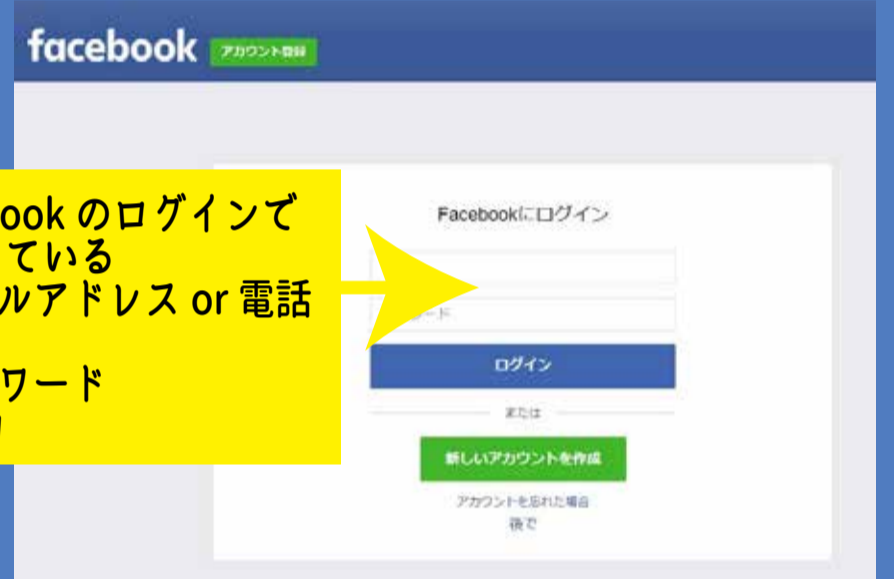 facebook アカウント登録
ook のログインで
ている
ルアドレス or 電話
ワード
Facebookにログイン
ード
ログイン
または
新しいアカウントを作成
アカウントを忘れた場合
後で